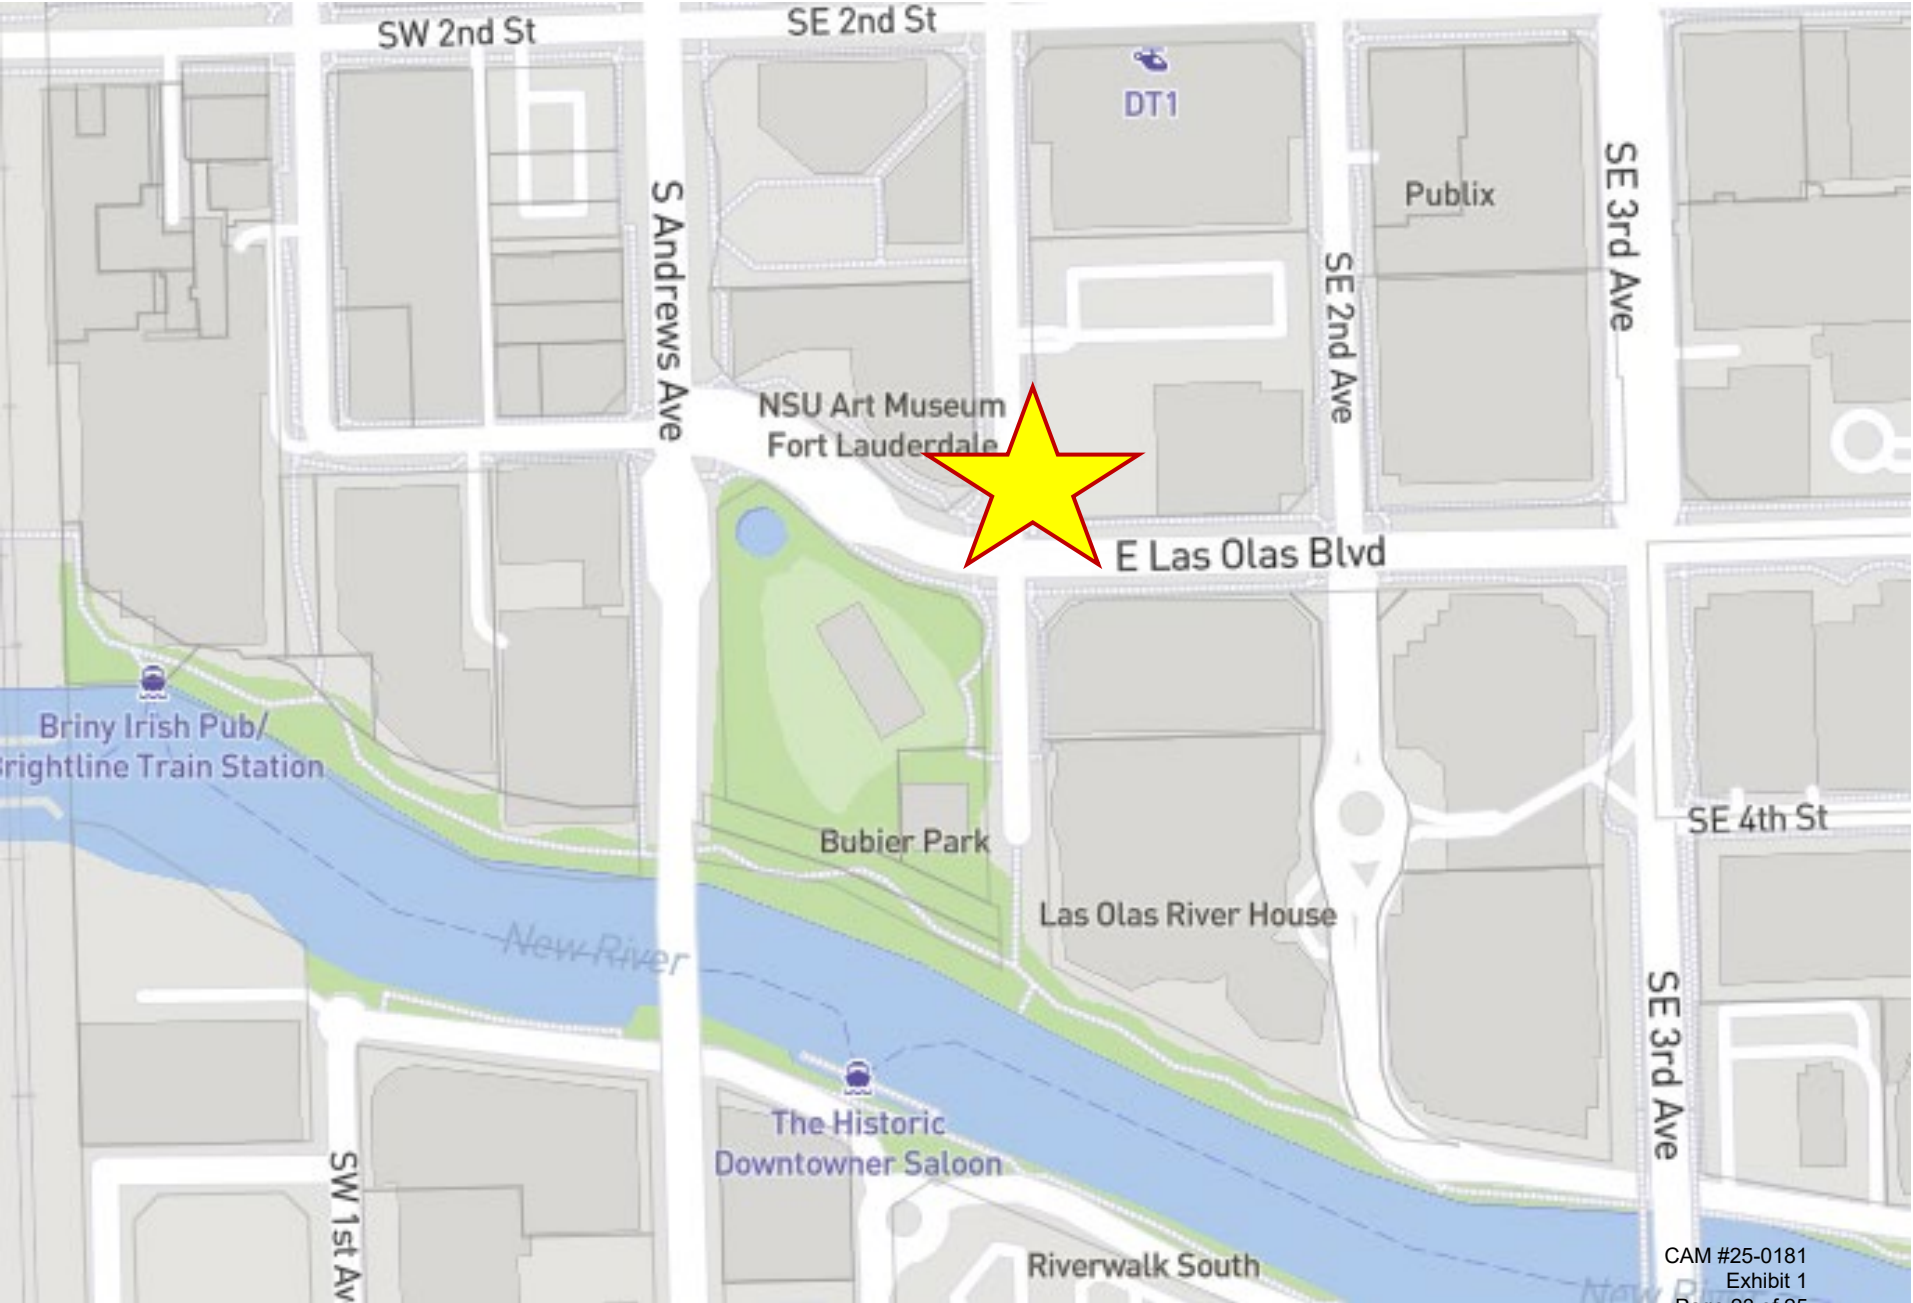 SW 2nd St
SE 2nd St
DT1
Publix
SE 3rd Ave
S Andrews Ave
SE 2nd Ave
NSU Art Museum
Fort Lauderdale
E Las Olas Blvd
Briny Irish Pub/
Brightline Train Station
SE 4th St
Bubier Park
Las Olas River House
New River
SE 3rd Ave
The Historic
Downtowner Saloon
SW 1st Av
Riverwalk South
CAM #25-0181
Exhibit 1
New River